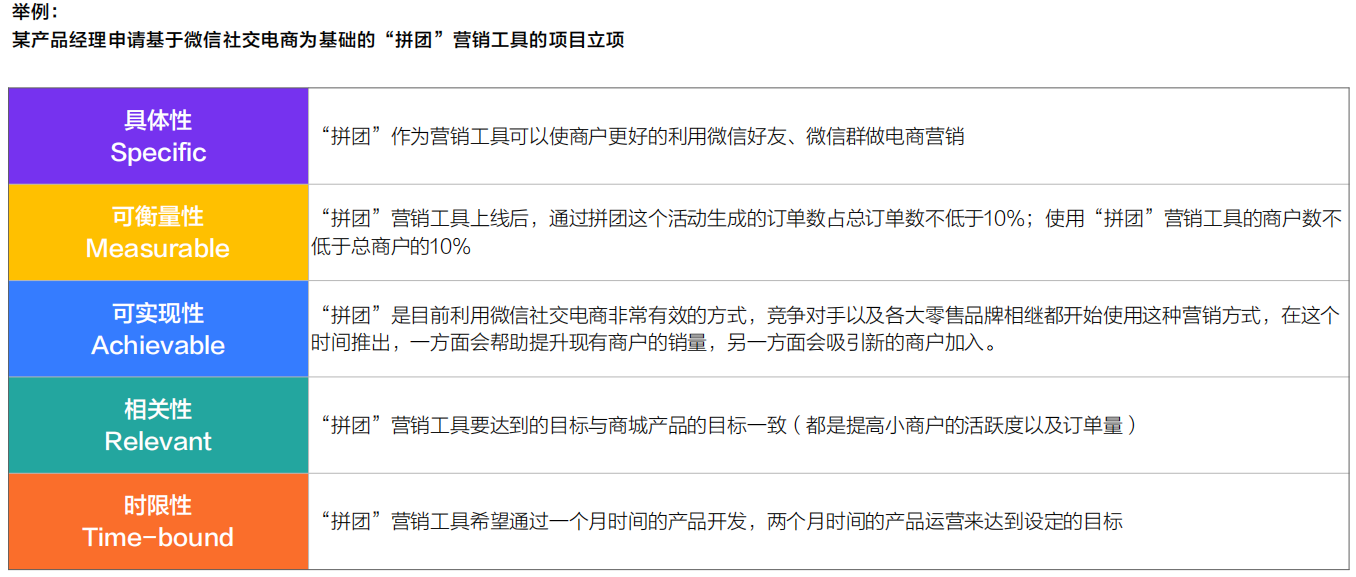 举例：
某产品经理申请基于微信社交电商为基础的“拼团”营销工具的项目立项
具体性
Specific
“拼团”作为营销工具可以使商户更好的利用微信好友、微信群做电商营销
可衡量性
Measurable
“拼团”营销工具上线后，通过拼团这个活动生成的订单数占总订单数不低于10%；使用“拼团”营销工具的商户数不
低于总商户的10%
可实现性
Achievable
“拼团”是目前利用微信社交电商非常有效的方式，竞争对手以及各大零售品牌相继都开始使用这种营销方式，在这个
时间推出，一方面会帮助提升现有商户的销量，另一方面会吸引新的商户加入。
相关性
Relevant
“拼团”营销工具要达到的目标与商城产品的目标一致（都是提高小商户的活跃度以及订单量）
时限性
Time-bound
“拼团”营销工具希望通过一个月时间的产品开发，两个月时间的产品运营来达到设定的目标